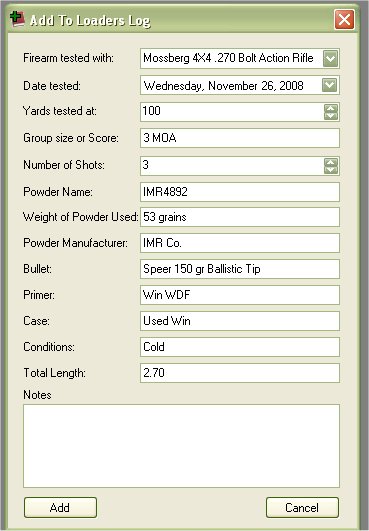 Add To Loaders Log
Firearm tested with: Mossberg 4X4 .270 Bolt Action Rifle
Date tested: Wednesday, November 26, 2008
Yards tested at: 100
Group size or Score: 3 MOA
Number of Shots: 3
Powder Name: IMR4892
Weight of Powder Used: 53 grains
Powder Manufacturer: IMR Co.
Bullet: Speer 150 gr Ballistic Tip
Primer: Win WDF
Case: Used Win
Conditions: Cold
Total Length: 2.70
Notes
Add Cancel